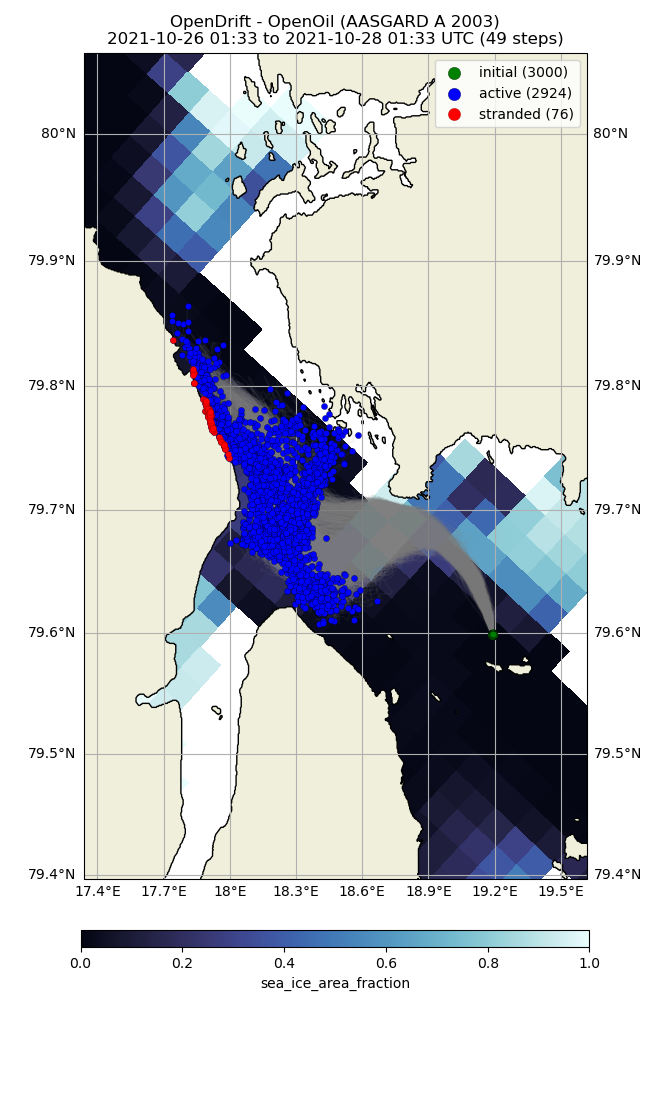 OpenDrift - OpenOil (AASGARD A 2003)
2021-10-26 01:33 to 2021-10-28 01:33 UTC (49 steps)
initial (3000)
active (2924)
stranded (76)
80°N 80°N
79.9°N 79.9°N
79.8°N 79.8°N
79.7°N 79.7°N
79.6°N 79.6°N
79.5°N 79.5°N
79.4°N 79.4°N
17.4°E 17.7°E 18°E 18.3°E 18.6°E 18.9°E 19.2°E 19.5°E
0.0 0.2 0.4 0.6 0.8 1.0
sea_ice_area_fraction